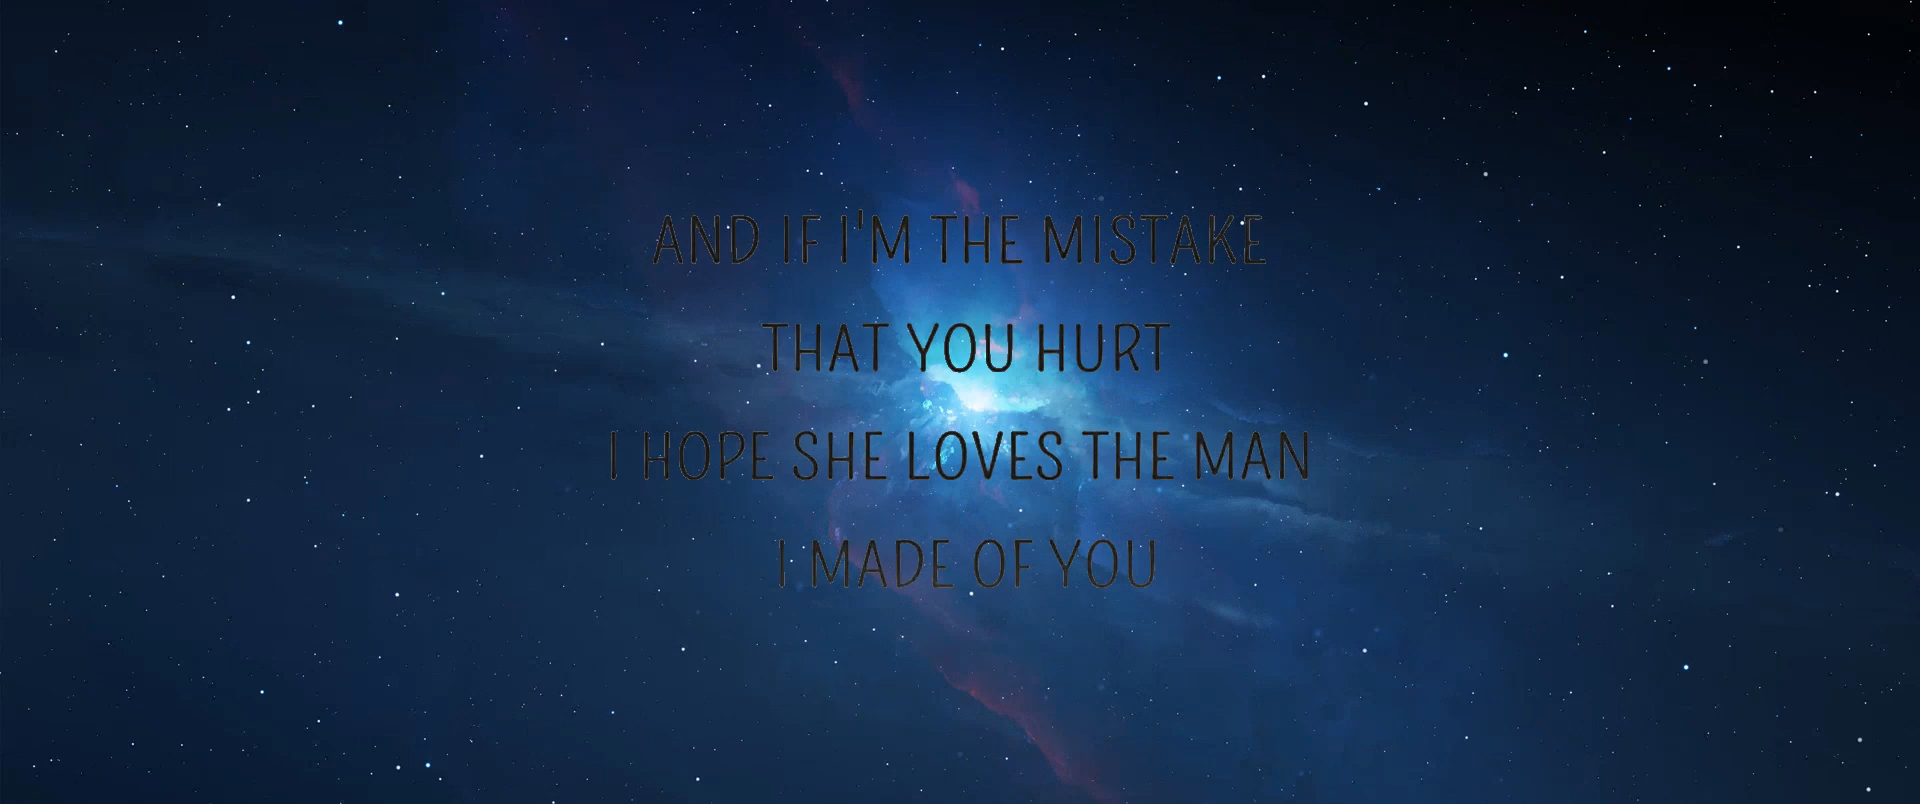 AND IF I'M THE MISTAKE
THAT YOU HURT
I HOPE SHE LOVES THE MAN
I MADE OF YOU